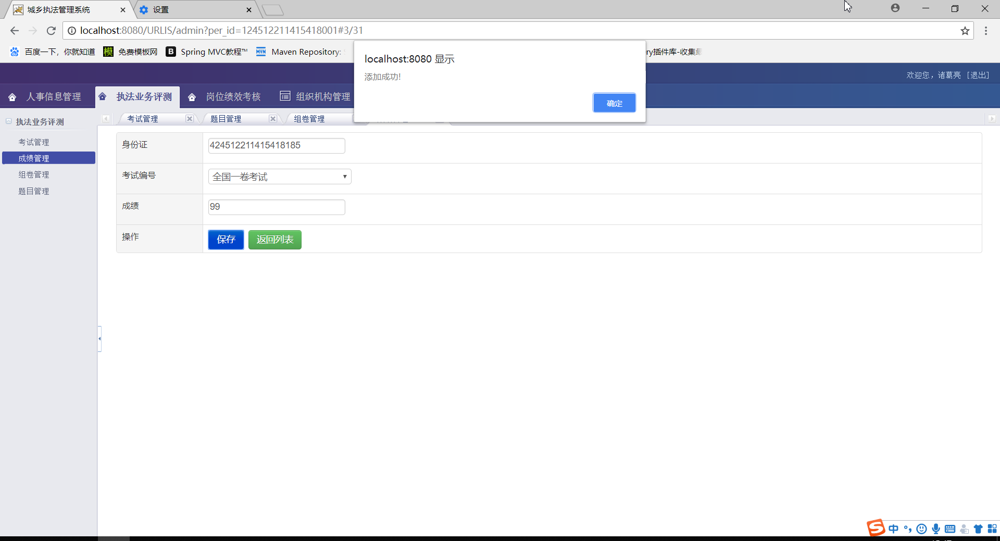 城乡执法管理系统
设置
localhost:8080/URLIS/admin?per_id=124512211415418001#3/31
百度一下，你就知道
模 免费模板网
B Spring MVC教程™
MVN Maven Repository:
ry插件库-收集最
localhost:8080 显示
添加成功!
确定
欢迎您，诸葛亮 [退出]
人事信息管理
执法业务评测
岗位绩效考核
组织机构管理
执法业务评测
考试管理
成绩管理
组卷管理
题目管理
考试管理
题目管理
组卷管理
身份证 424512211415418185
考试编号 全国一卷考试
成绩 99
操作 保存 返回列表
S 中